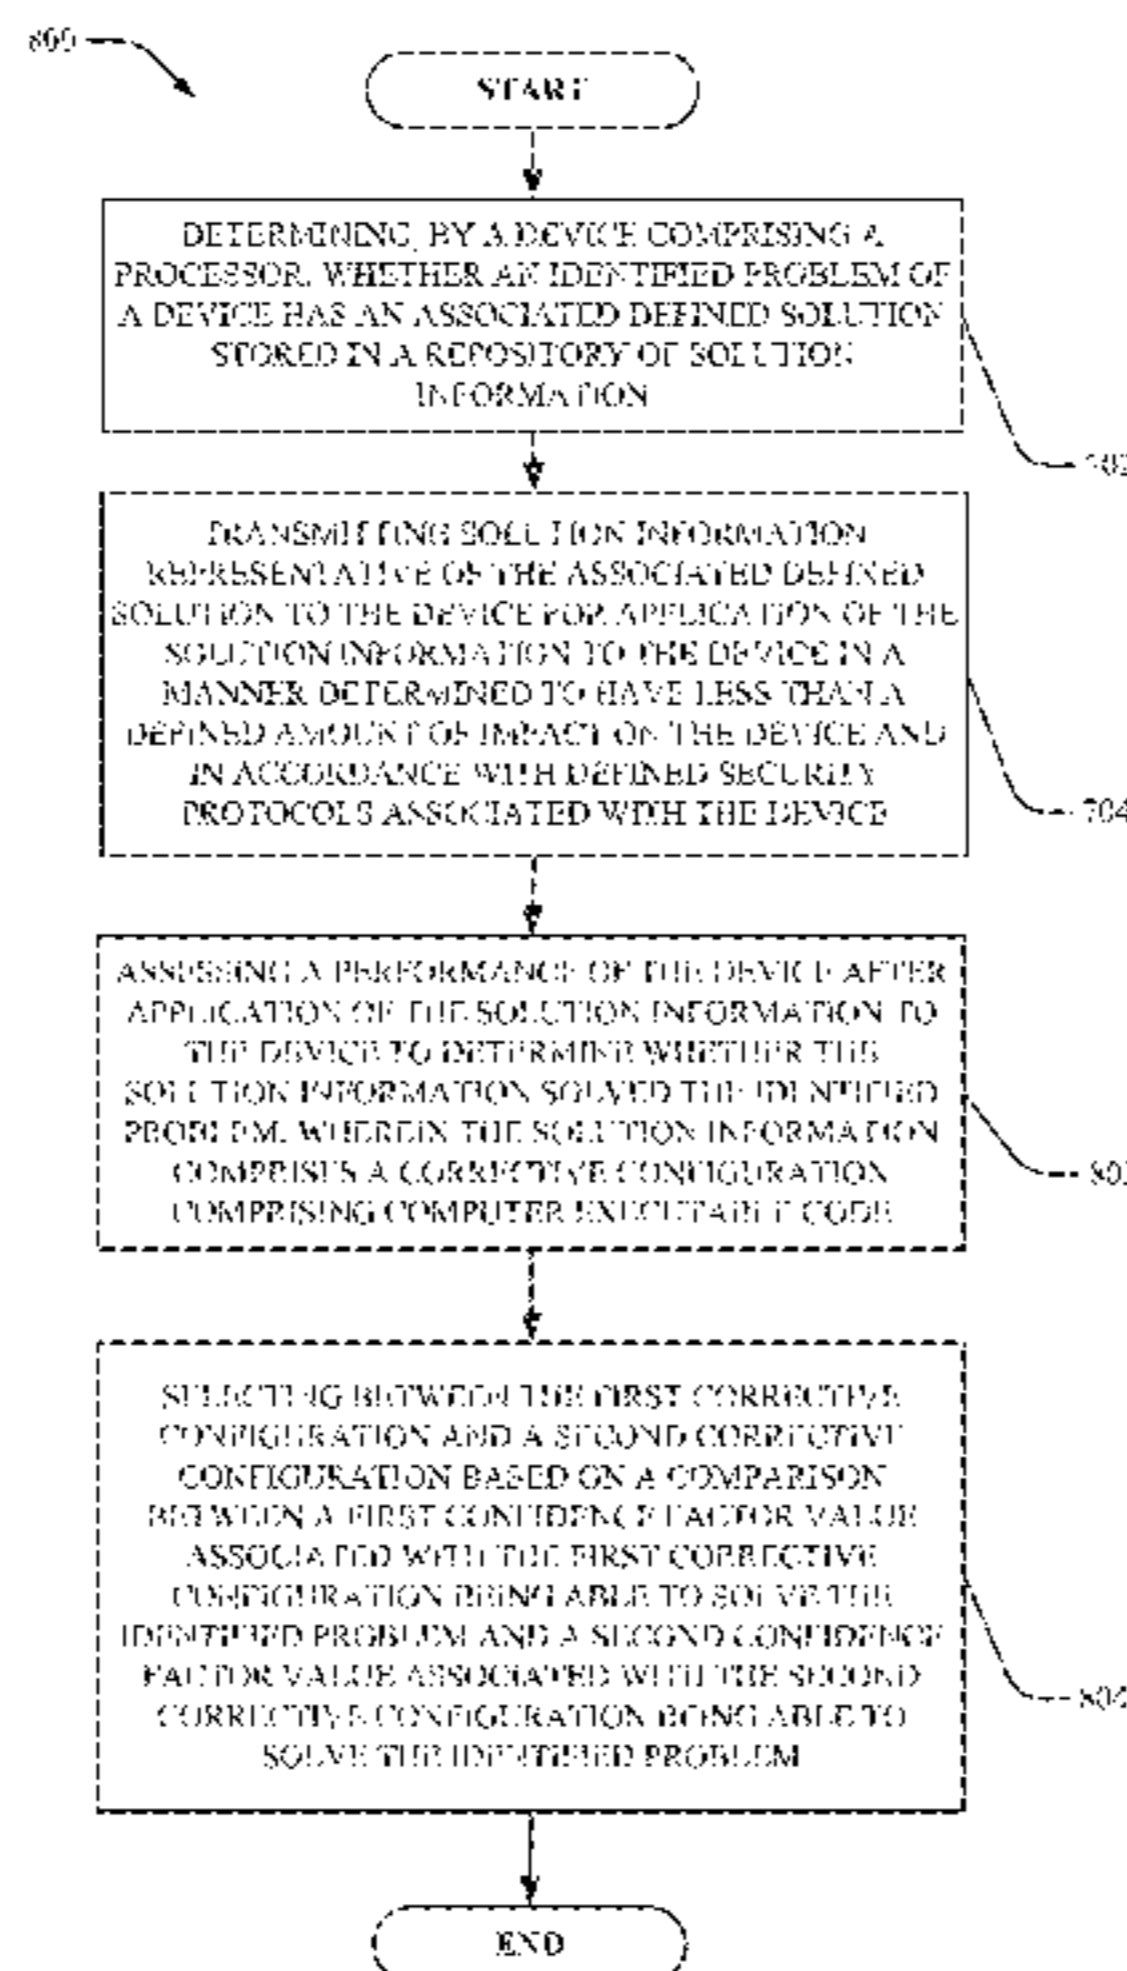 800
START
DETERMINING, BY A DEVICE COMPRISING A
PROCESSOR, WHETHER AN IDENTIFIED PROBLEM OF
A DEVICE HAS AN ASSOCIATED DEFINED SOLUTION
STORED IN A REPOSITORY OF SOLUTION
INFORMATION
702
TRANSMITTING SOLUTION INFORMATION
REPRESENTATIVE OF THE ASSOCIATED DEFINED
SOLUTION TO THE DEVICE FOR APPLICATION OF THE
SOLUTION INFORMATION TO THE DEVICE IN A
MANNER DETERMINED TO HAVE LESS THAN A
DEFINED AMOUNT OF IMPACT ON THE DEVICE AND
IN ACCORDANCE WITH DEFINED SECURITY
PROTOCOLS ASSOCIATED WITH THE DEVICE
704
ASSESSING A PERFORMANCE OF THE DEVICE AFTER
APPLICATION OF THE SOLUTION INFORMATION TO
THE DEVICE TO DETERMINE WHETHER THE
SOLUTION INFORMATION SOLVED THE IDENTIFIED
PROBLEM, WHEREIN THE SOLUTION INFORMATION
COMPRISES A CORRECTIVE CONFIGURATION
COMPRISING COMPUTER EXECUTABLE CODE
802
SELECTING BETWEEN THE FIRST CORRECTIVE
CONFIGURATION AND A SECOND CORRECTIVE
CONFIGURATION BASED ON A COMPARISON
BETWEEN A FIRST CONFIDENCE FACTOR VALUE
ASSOCIATED WITH THE FIRST CORRECTIVE
CONFIGURATION BEING ABLE TO SOLVE THE
IDENTIFIED PROBLEM AND A SECOND CONFIDENCE
FACTOR VALUE ASSOCIATED WITH THE SECOND
CORRECTIVE CONFIGURATION BEING ABLE TO
SOLVE THE IDENTIFIED PROBLEM
804
END